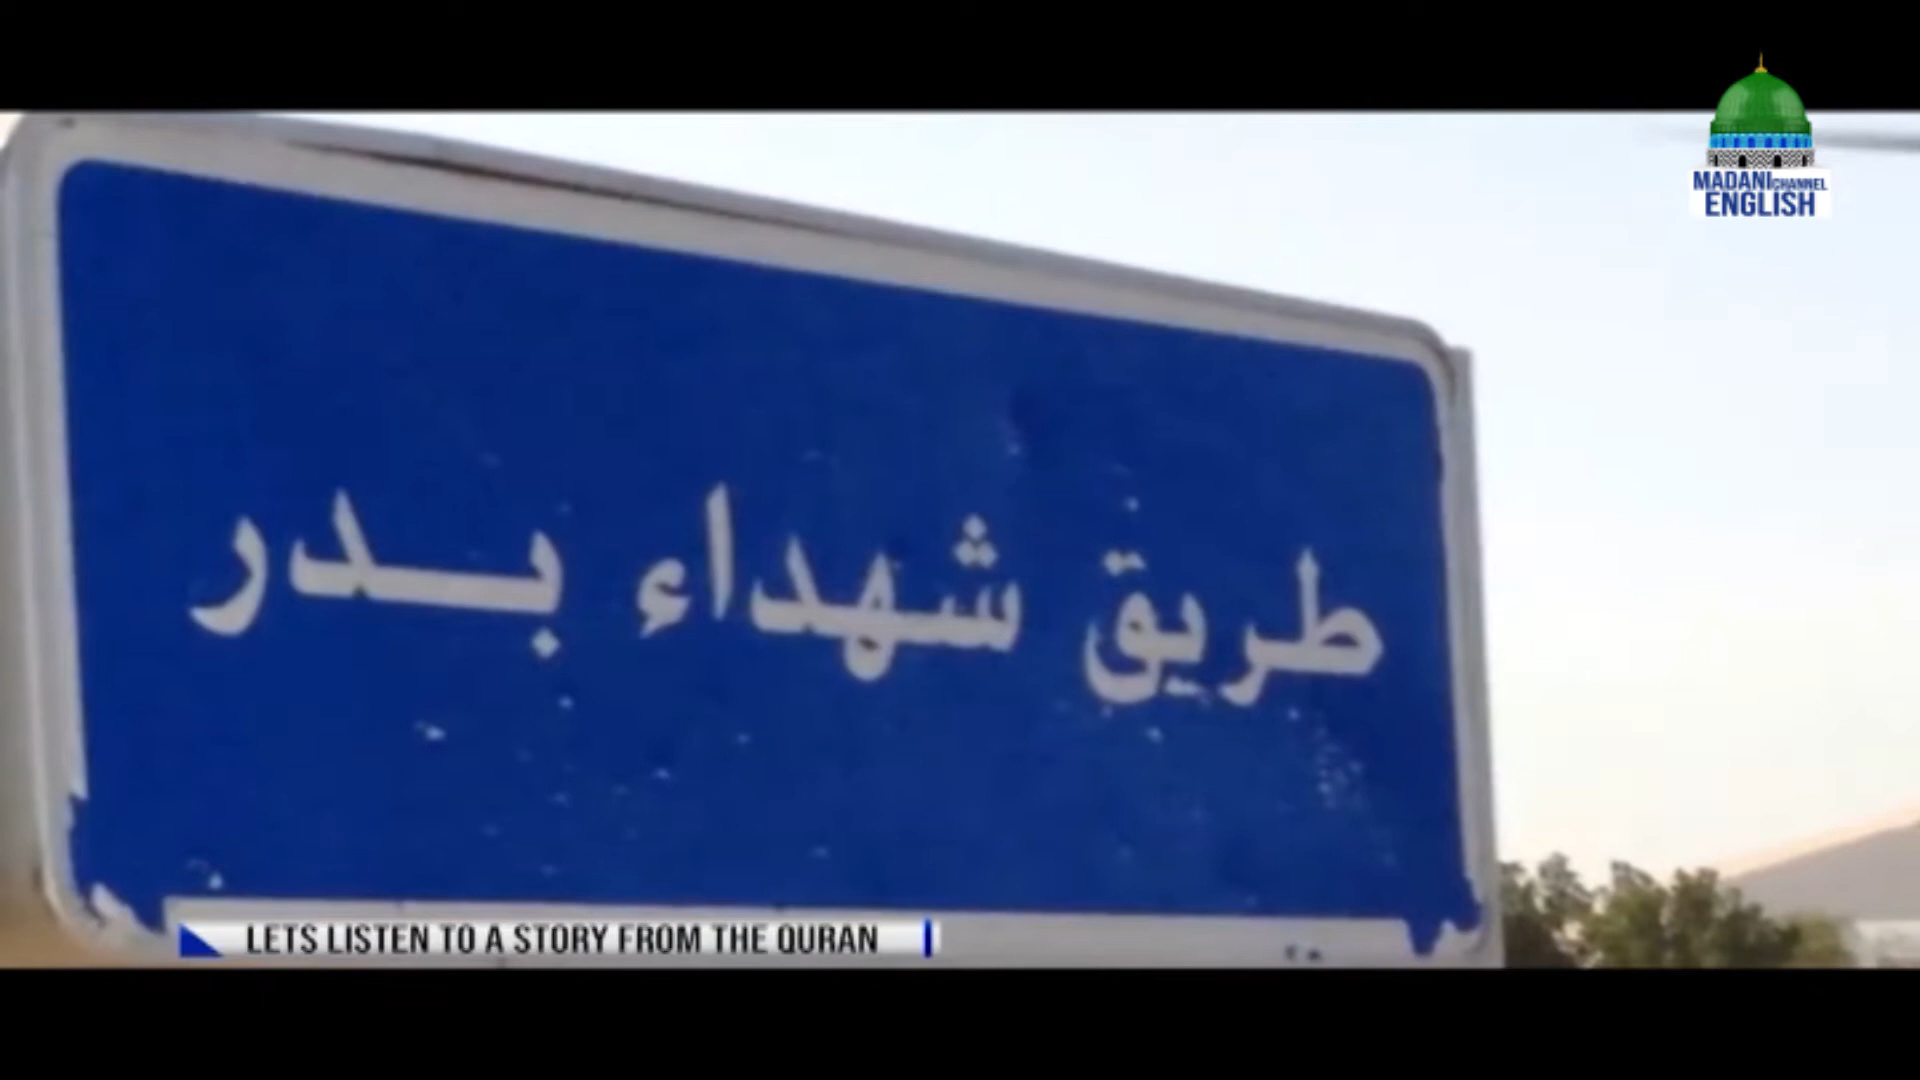 MADANI CHANNEL
ENGLISH
طريق شهداء بدر
LETS LISTEN TO A STORY FROM THE QURAN